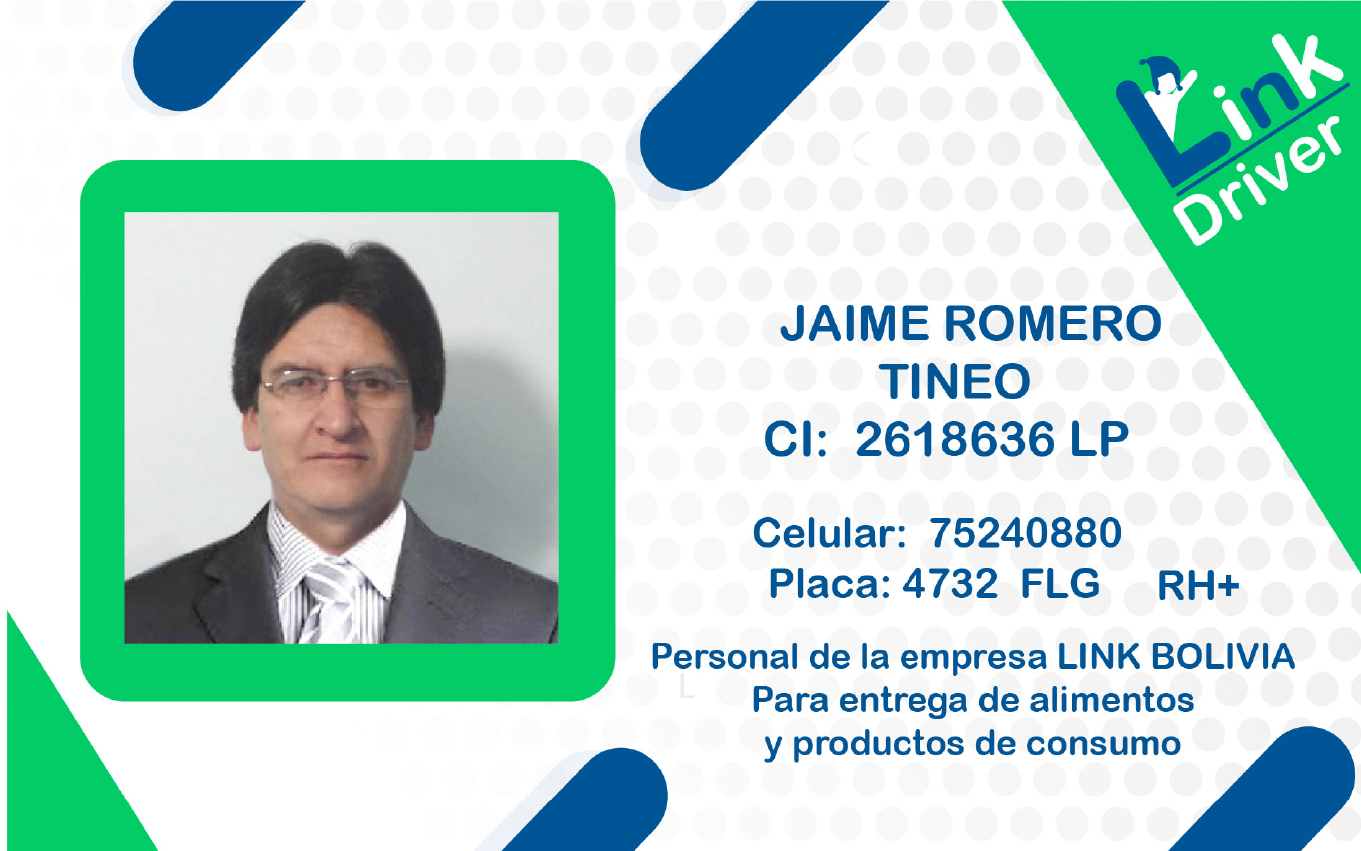 Link
Driver
JAIME ROMERO
TINEO
CI: 2618636 LP
Celular: 75240880
Placa: 4732 FLG RH+
Personal de la empresa LINK BOLIVIA
L
Para entrega de alimentos
y productos de consumo